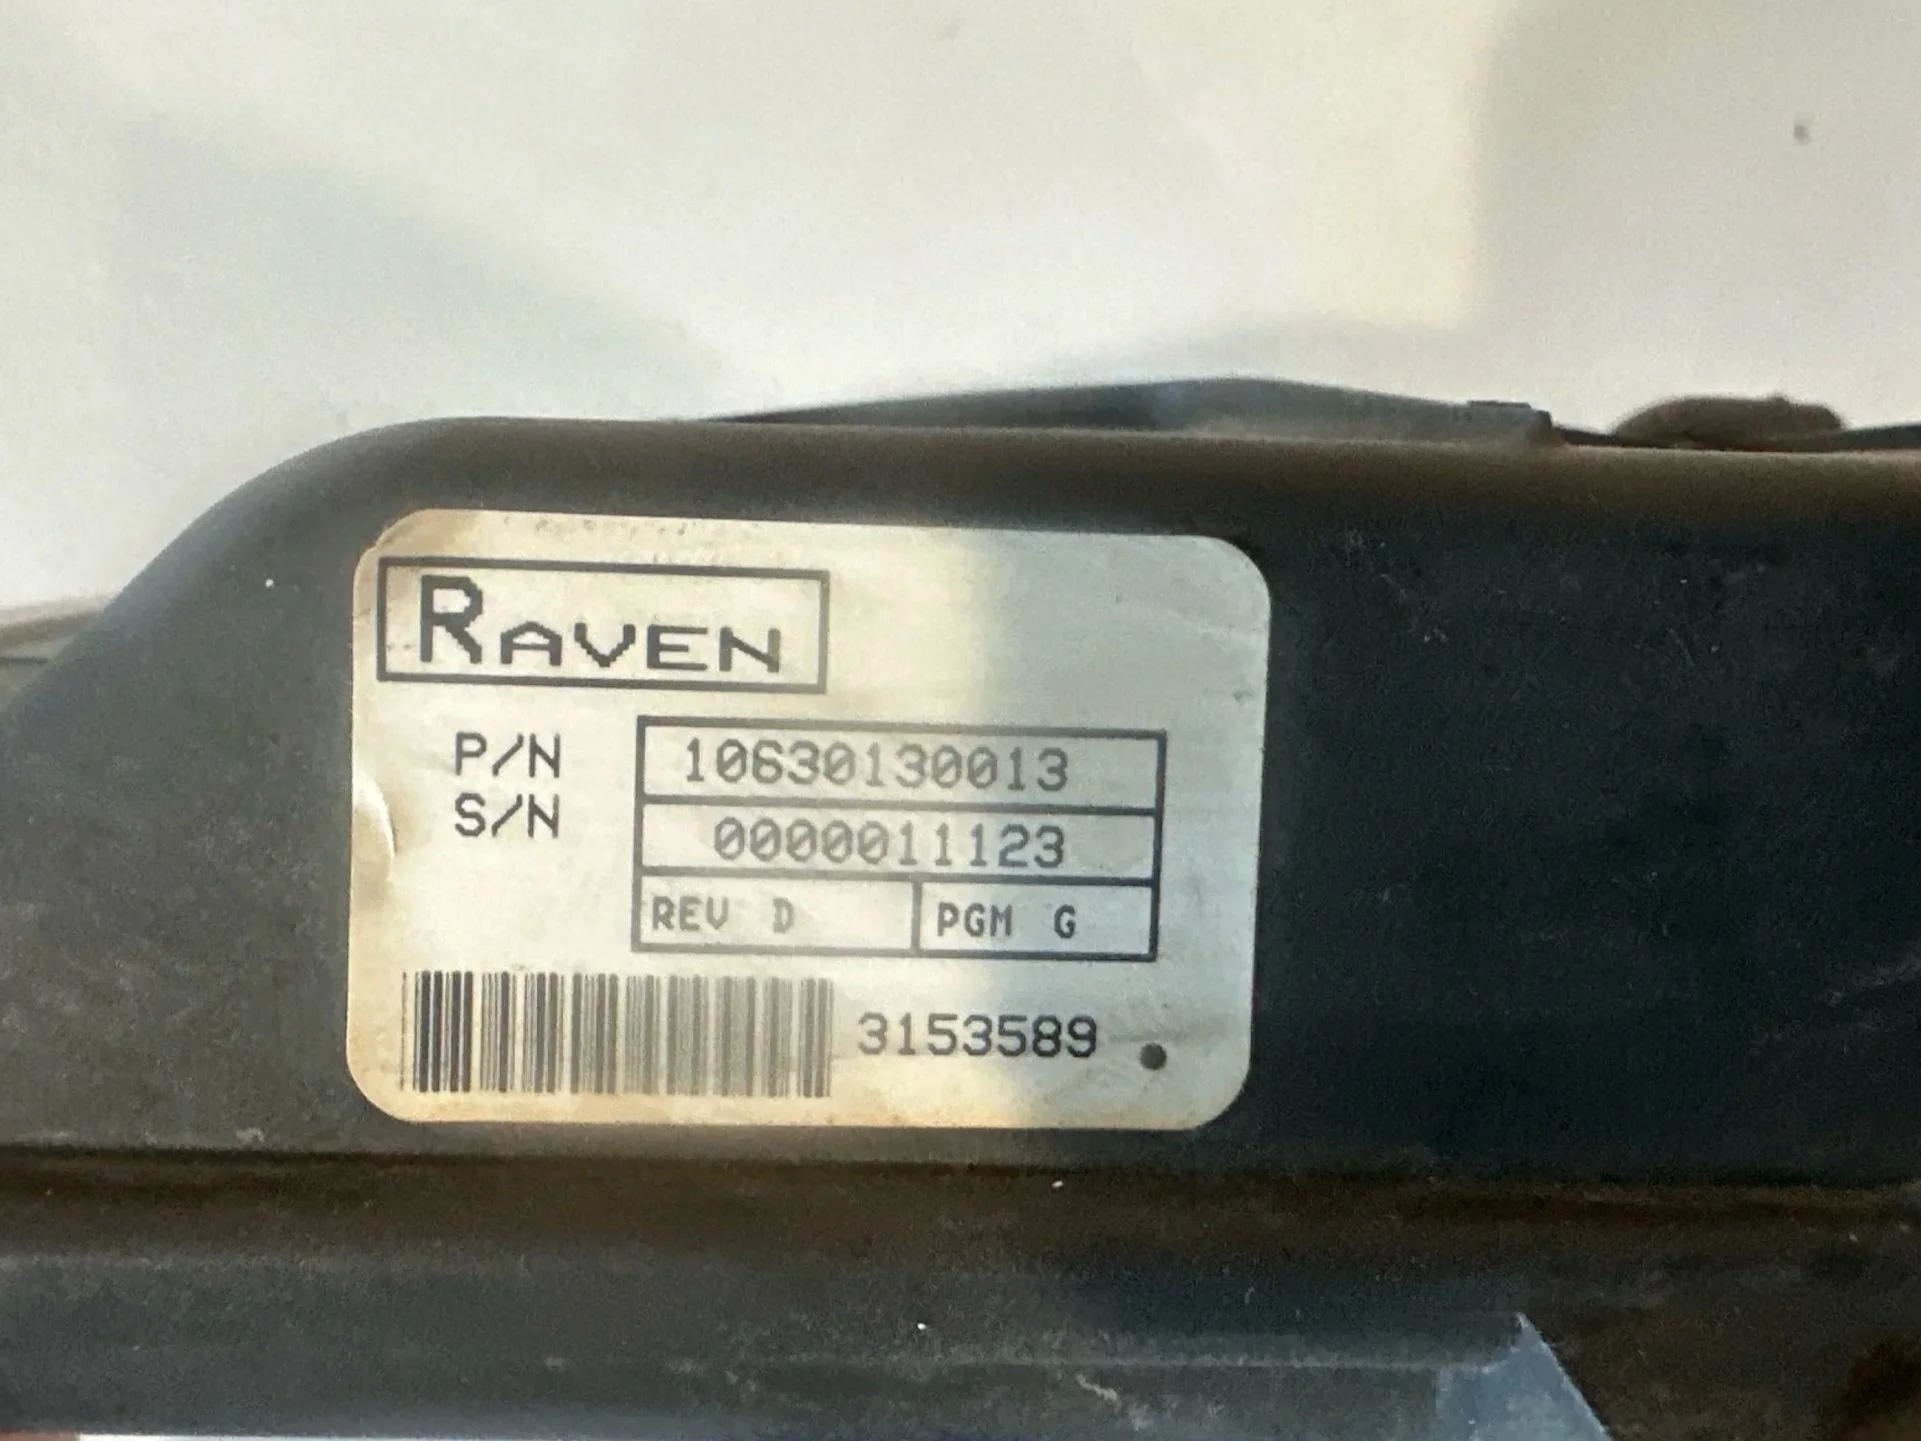 RAVEN
P/N 10630130013
S/N 0000011123
REV D PGM G
3153589